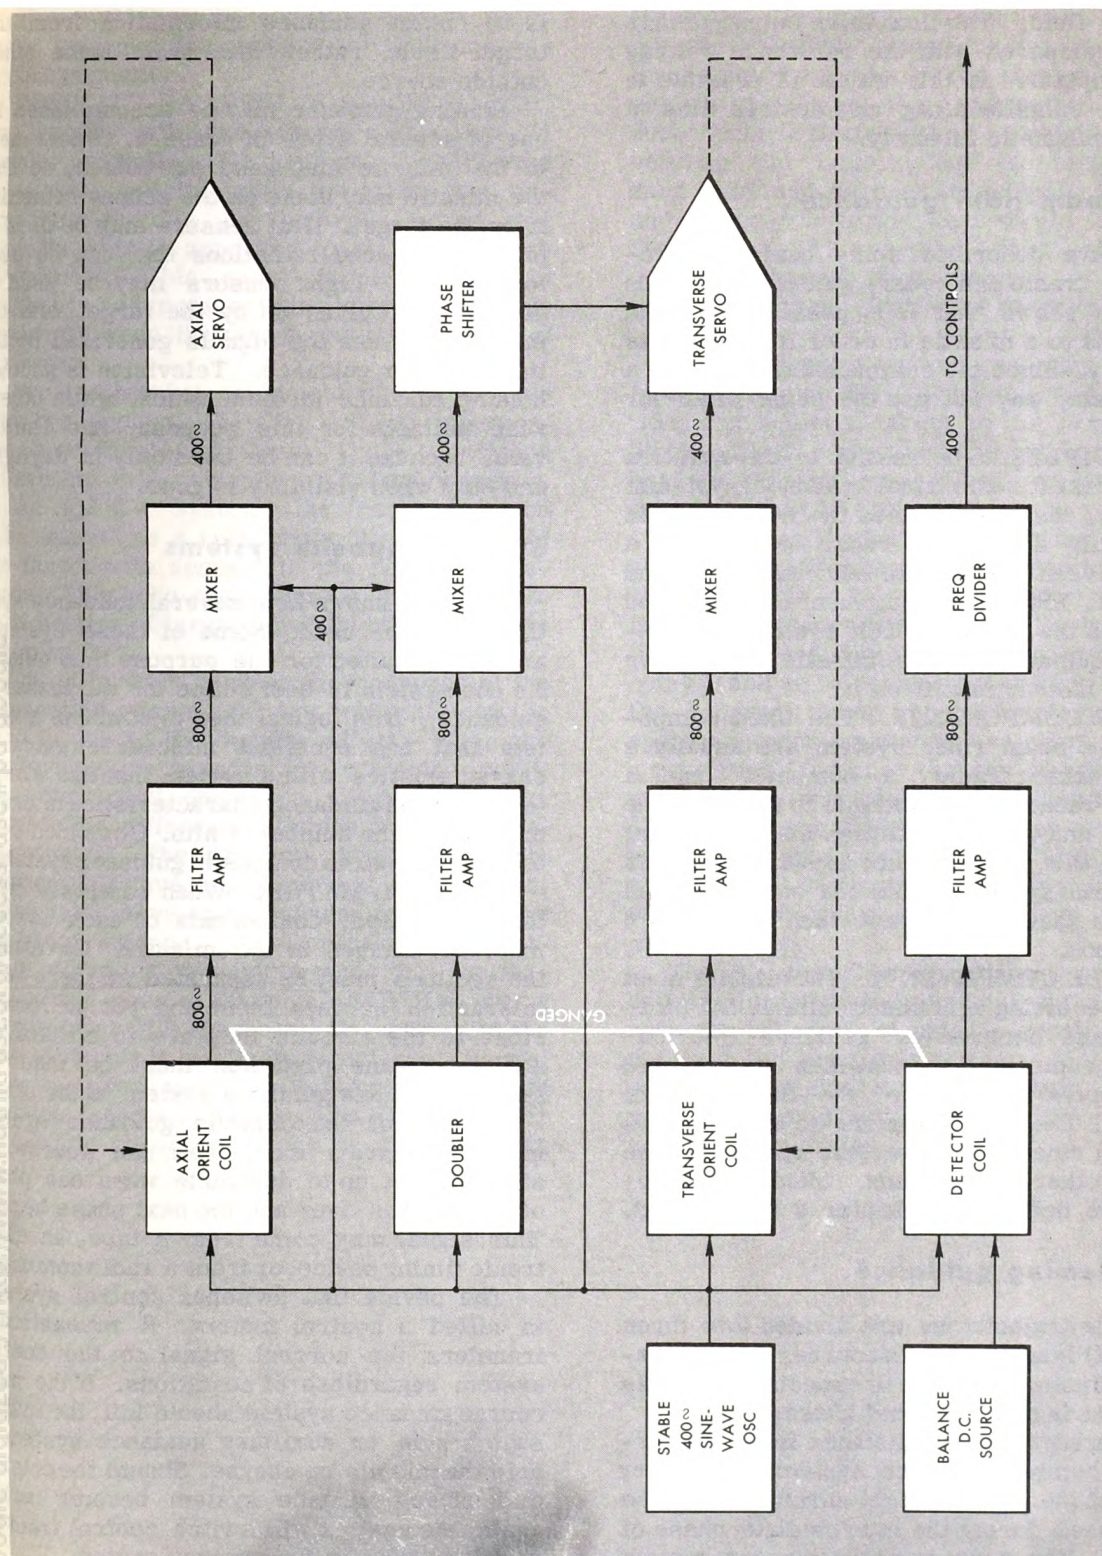 AXIAL
ORIENT
COIL
800~
FILTER
AMP
800~
MIXER
400~
AXIAL
SERVO
400~
DOUBLER
FILTER
AMP
800~
MIXER
400~
PHASE
SHIFTER
GANGED
STABLE
400~
SINE-
WAVE
OSC
TRANSVERSE
ORIENT
COIL
FILTER
AMP
800~
MIXER
400~
TRANSVERSE
SERVO
BALANCE
D.C.
SOURCE
DETECTOR
COIL
FILTER
AMP
800~
FREQ
DIVIDER
400~ TO CONTPOLS